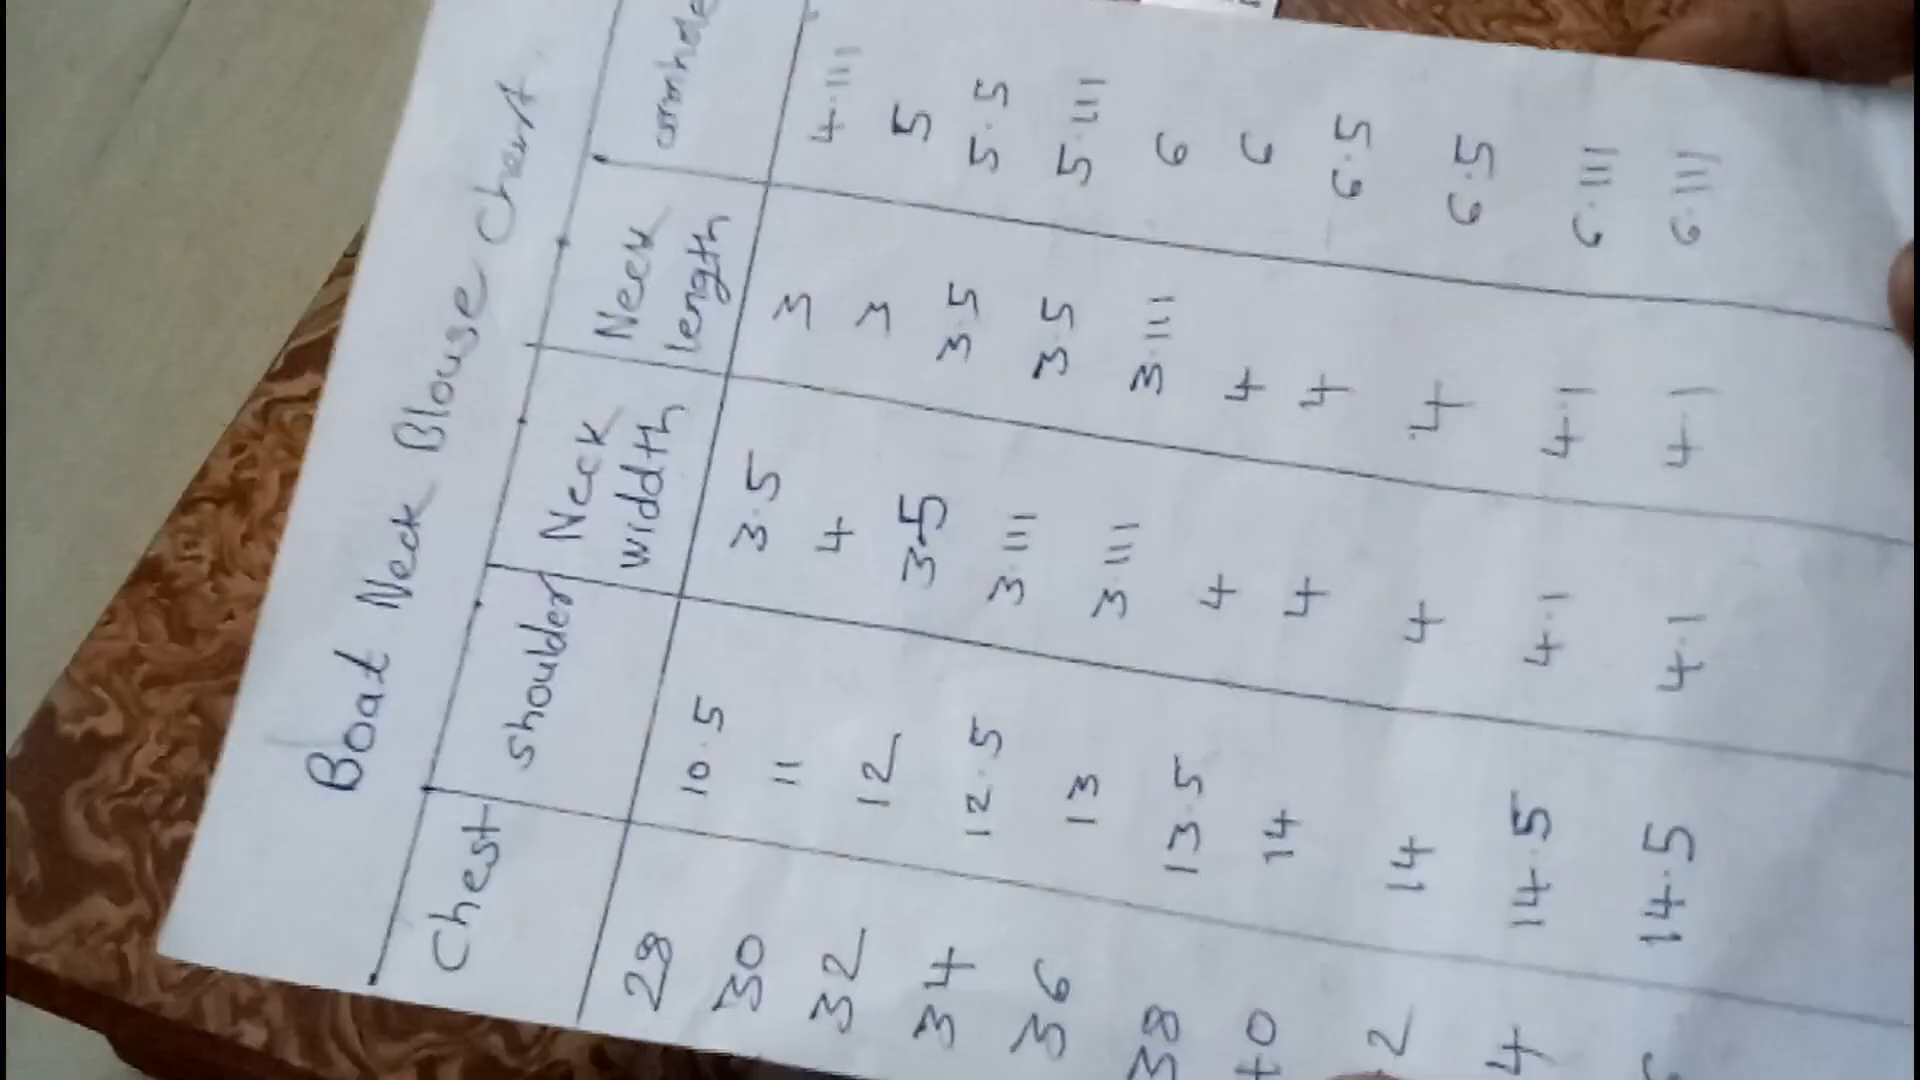 Boat Neck Blouse Chart
Chest shoulder Neck width Neck length
28 10.5 3.5 3 4.111
30 11 4 3 5
32 12 3.5 3.5 5.5
34 12.5 3.111 3.5 5.111
36 13 3.111 3.111 6
38 13.5 4 4 6
40 14 4 4 6.5
2 14 4 4 6.5
4 14.5 4.1 4.1 6.111
14.5 4.1 4.1 6.111